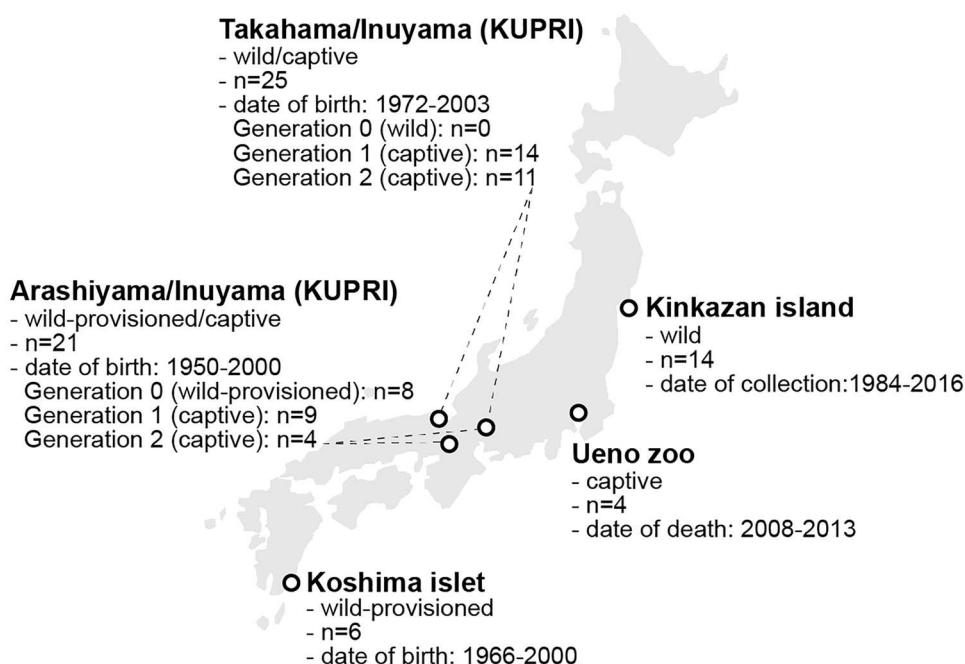 Takahama/Inuyama (KUPRI)
- wild/captive
- n=25
- date of birth: 1972-2003
Generation 0 (wild): n=0
Generation 1 (captive): n=14
Generation 2 (captive): n=11
Arashiyama/Inuyama (KUPRI)
- wild-provisioned/captive
- n=21
- date of birth: 1950-2000
Generation 0 (wild-provisioned): n=8
Generation 1 (captive): n=9
Generation 2 (captive): n=4
Kinkazan island
- wild
- n=14
- date of collection:1984-2016
Ueno zoo
- captive
- n=4
- date of death: 2008-2013
Koshima islet
- wild-provisioned
- n=6
- date of birth: 1966-2000